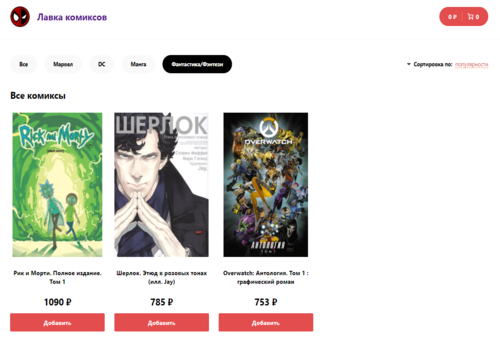 Лавка комиксов
0 ₽ 0
Все Марвел DC Манга Фантастика/Фэнтези
Сортировка по: популярности
Все комиксы
Rick and Morty
ШЕРЛОК
OVERWATCH
АНТОЛОГИЯ
ТОМ 1
Рик и Морти. Полное издание.
Том 1
Шерлок. Этюд в розовых тонах
(илл. Jay)
Overwatch: Антология. Том 1 :
графический роман
1090 ₽
785 ₽
753 ₽
Добавить
Добавить
Добавить